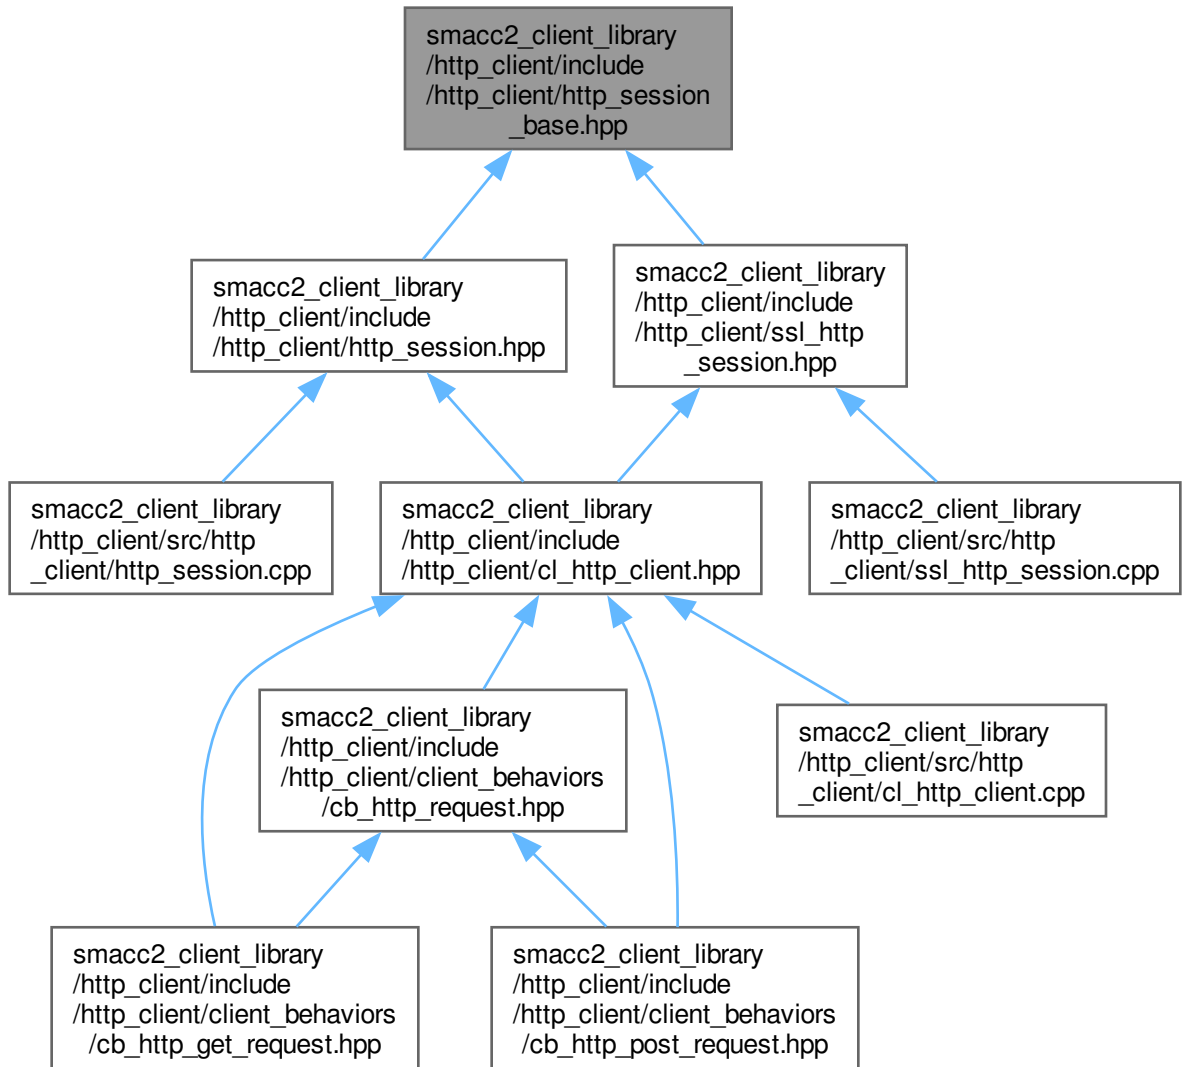 smacc2_client_library
/http_client/include
/http_client/http_session
_base.hpp
smacc2_client_library
/http_client/include
/http_client/http_session.hpp
smacc2_client_library
/http_client/include
/http_client/ssl_http
_session.hpp
smacc2_client_library
/http_client/src/http
_client/http_session.cpp
smacc2_client_library
/http_client/include
/http_client/cl_http_client.hpp
smacc2_client_library
/http_client/src/http
_client/ssl_http_session.cpp
smacc2_client_library
/http_client/include
/http_client/client_behaviors
/cb_http_request.hpp
smacc2_client_library
/http_client/src/http
_client/cl_http_client.cpp
smacc2_client_library
/http_client/include
/http_client/client_behaviors
/cb_http_get_request.hpp
smacc2_client_library
/http_client/include
/http_client/client_behaviors
/cb_http_post_request.hpp